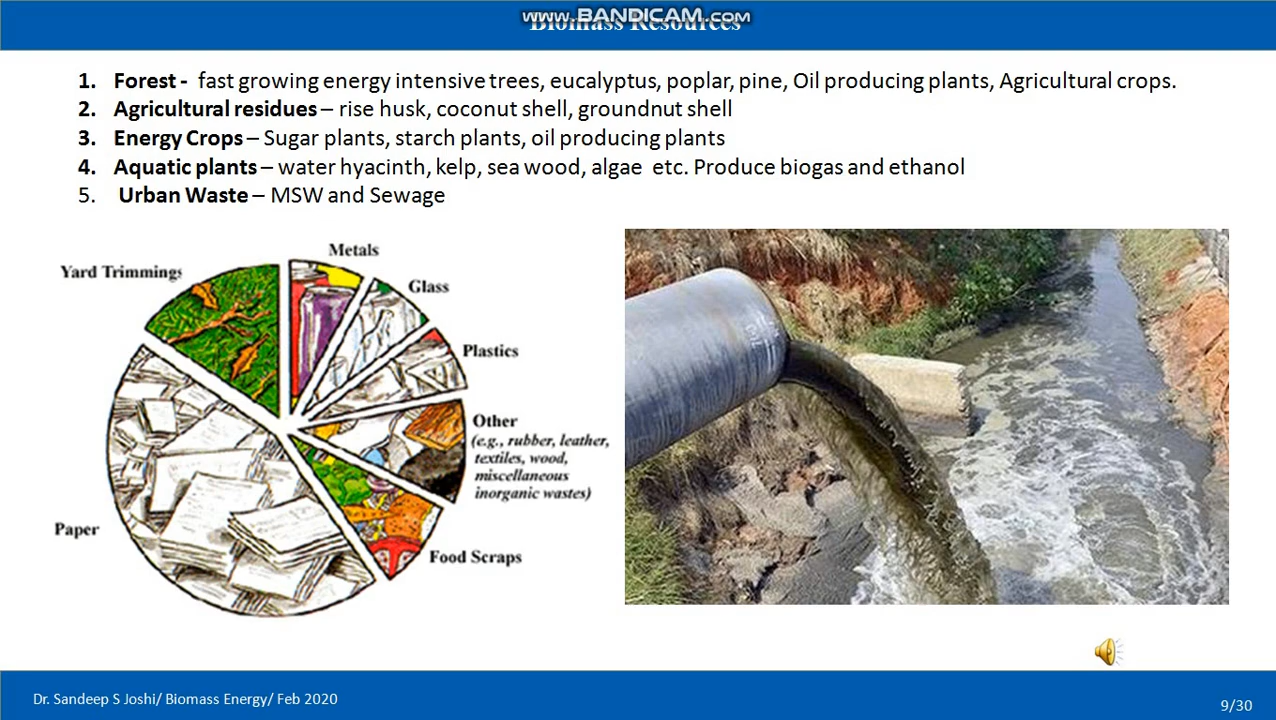 www.BANDICAM.com
Biomass Resources
1. Forest - fast growing energy intensive trees, eucalyptus, poplar, pine, Oil producing plants, Agricultural crops.
2. Agricultural residues – rise husk, coconut shell, groundnut shell
3. Energy Crops – Sugar plants, starch plants, oil producing plants
4. Aquatic plants – water hyacinth, kelp, sea wood, algae etc. Produce biogas and ethanol
5. Urban Waste – MSW and Sewage
Metals
Yard Trimmings
Glass
Plastics
Other
(e.g., rubber, leather,
textiles, wood,
miscellaneous
inorganic wastes)
Paper
Food Scraps
Dr. Sandeep S Joshi/ Biomass Energy/ Feb 2020
9/30